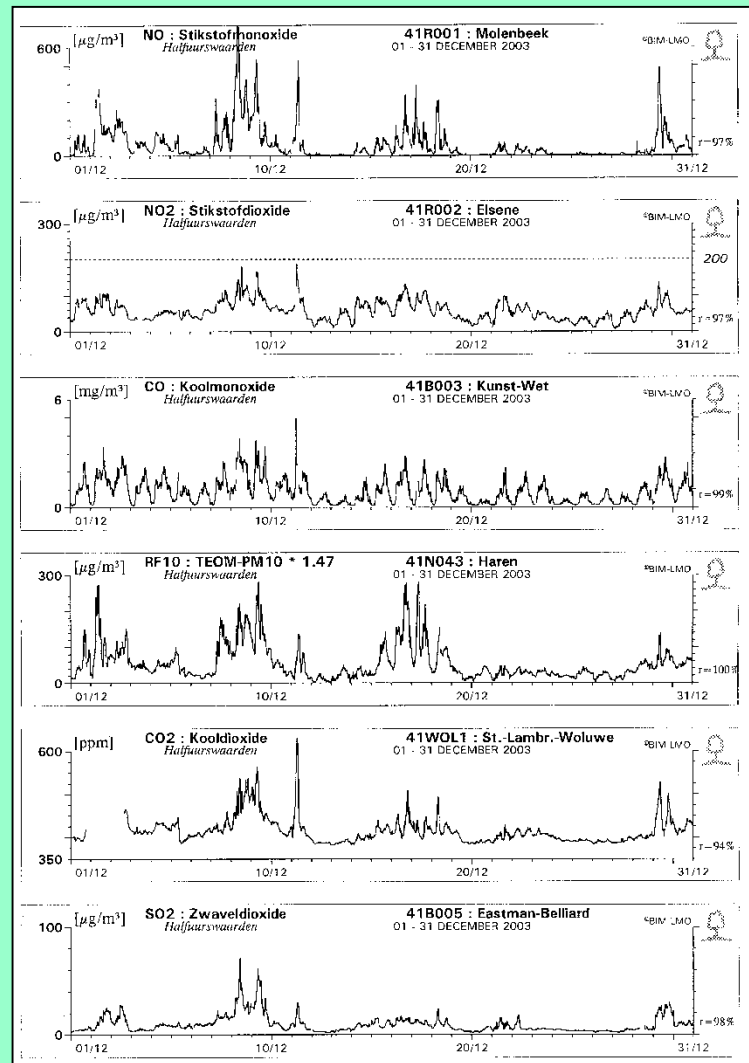 [µg/m³] NO : Stikstofmonoxide 41R001 : Molenbeek ©BIM-LMO
Halfuurswaarden 01 - 31 DECEMBER 2003
600
r=97%
0
01/12 10/12 20/12 31/12
[µg/m³] NO2 : Stikstofdioxide 41R002 : Elsene ©BIM-LMO
Halfuurswaarden 01 - 31 DECEMBER 2003
300
200
r=97%
0
01/12 10/12 20/12 31/12
[mg/m³] CO : Koolmonoxide 41B003 : Kunst-Wet ©BIM-LMO
Halfuurswaarden 01 - 31 DECEMBER 2003
6
r=99%
0
01/12 10/12 20/12 31/12
[µg/m³] RF10 : TEOM-PM10 * 1.47 41N043 : Haren ©BIM-LMO
Halfuurswaarden 01 - 31 DECEMBER 2003
300
r=100%
0
01/12 10/12 20/12 31/12
[ppm] CO2 : Kooldioxide 41WOL1 : St.-Lambr.-Woluwe ©BIM-LMO
Halfuurswaarden 01 - 31 DECEMBER 2003
600
r=94%
350
01/12 10/12 20/12 31/12
[µg/m³] SO2 : Zwaveldioxide 41B005 : Eastman-Belliard ©BIM-LMO
Halfuurswaarden 01 - 31 DECEMBER 2003
100
r=98%
0
01/12 10/12 20/12 31/12